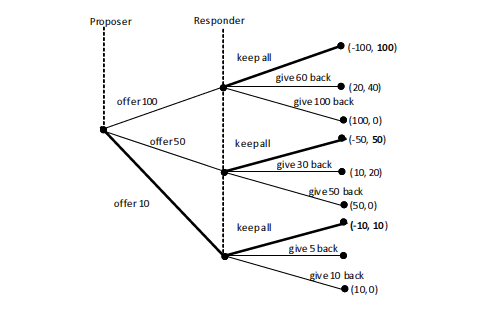 Proposer
Responder
keep all
(-100, 100)
give 60 back
(20, 40)
offer 100
give 100 back
(100, 0)
offer 50
keep all
(-50, 50)
give 30 back
(10, 20)
give 50 back
(50, 0)
offer 10
keep all
(-10, 10)
give 5 back
give 10 back
(10, 0)